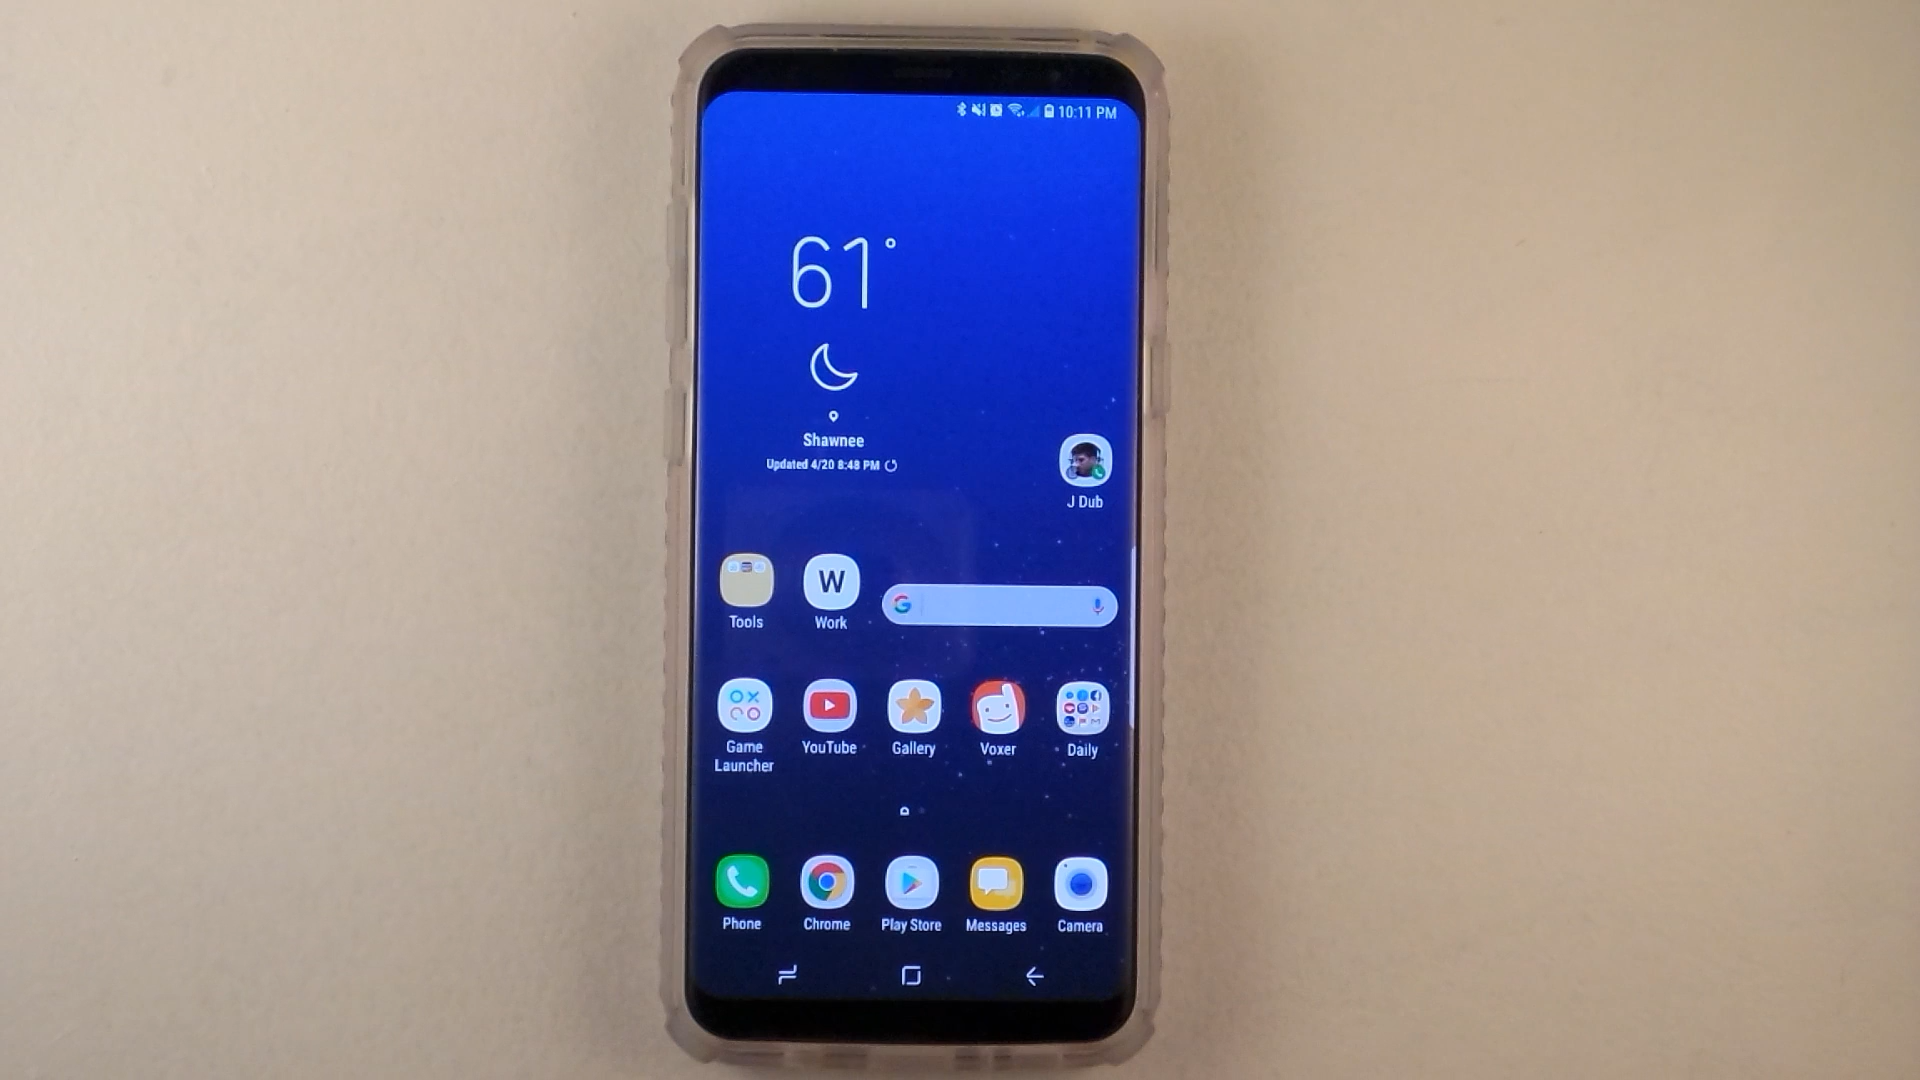 10:11 PM
61°
Shawnee
Updated 4/20 8:48 PM
J Dub
W
Tools
Work
Game
Launcher
YouTube
Gallery
Voxer
Daily
Phone
Chrome
Play Store
Messages
Camera